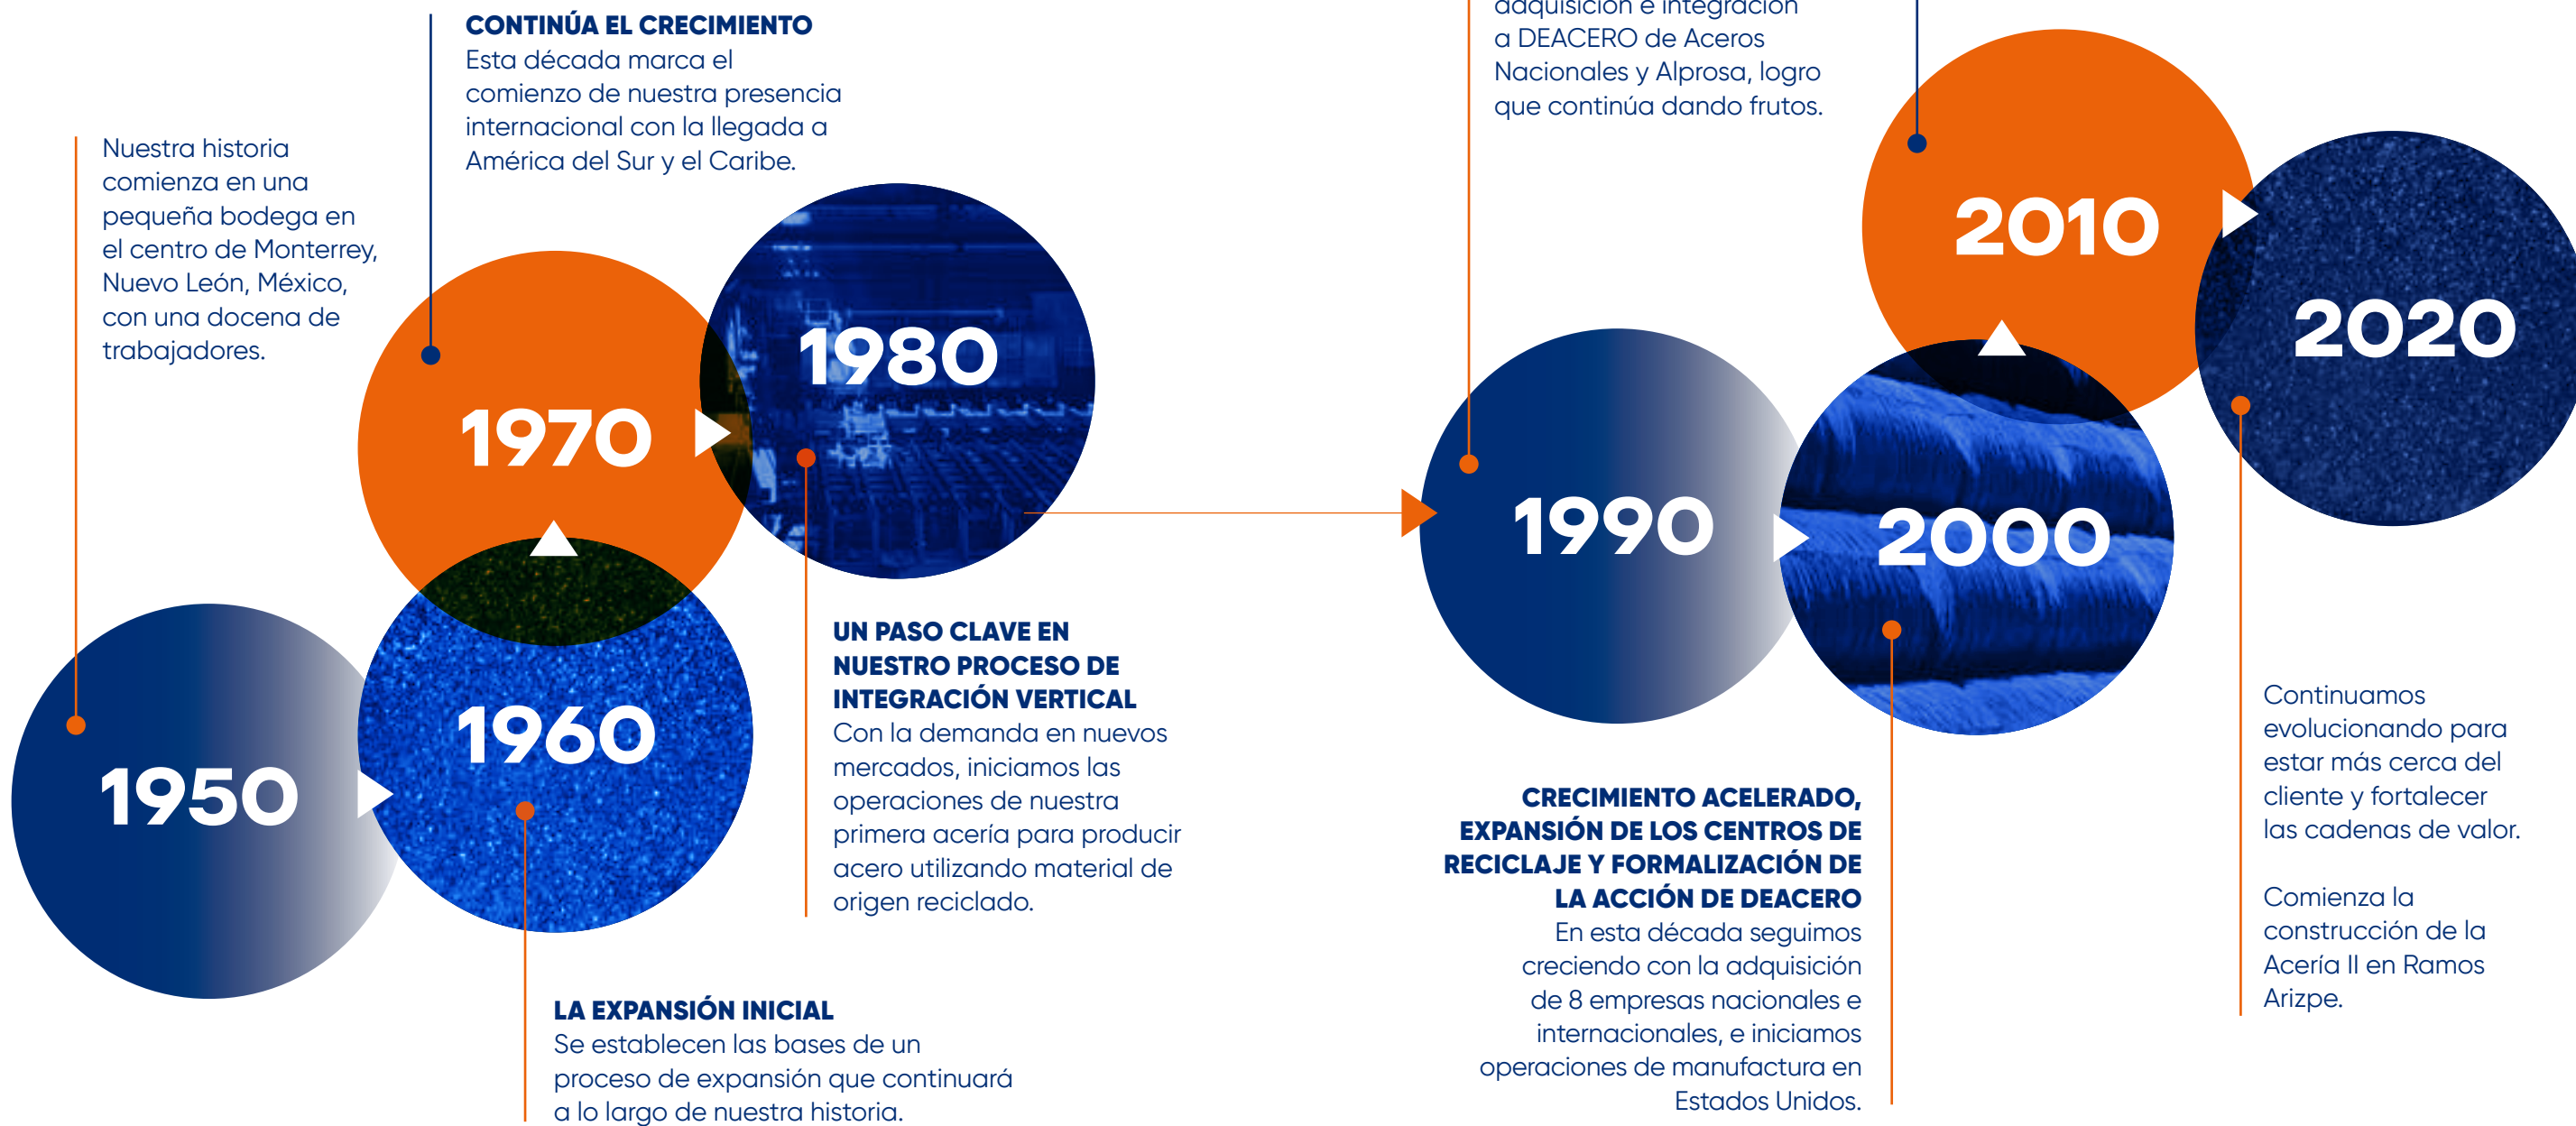 Nuestra historia
comienza en una
pequeña bodega en
el centro de Monterrey,
Nuevo León, México,
con una docena de
trabajadores.
1950
1960
LA EXPANSIÓN INICIAL
Se establecen las bases de un
proceso de expansión que continuará
a lo largo de nuestra historia.
CONTINÚA EL CRECIMIENTO
Esta década marca el
comienzo de nuestra presencia
internacional con la llegada a
América del Sur y el Caribe.
1970
1980
UN PASO CLAVE EN
NUESTRO PROCESO DE
INTEGRACIÓN VERTICAL
Con la demanda en nuevos
mercados, iniciamos las
operaciones de nuestra
primera acería para producir
acero utilizando material de
origen reciclado.
adquisición e integración
a DEACERO de Aceros
Nacionales y Alprosa, logro
que continúa dando frutos.
1990
2000
CRECIMIENTO ACELERADO,
EXPANSIÓN DE LOS CENTROS DE
RECICLAJE Y FORMALIZACIÓN DE
LA ACCIÓN DE DEACERO
En esta década seguimos
creciendo con la adquisición
de 8 empresas nacionales e
internacionales, e iniciamos
operaciones de manufactura en
Estados Unidos.
2010
2020
Continuamos
evolucionando para
estar más cerca del
cliente y fortalecer
las cadenas de valor.
Comienza la
construcción de la
Acería II en Ramos
Arizpe.